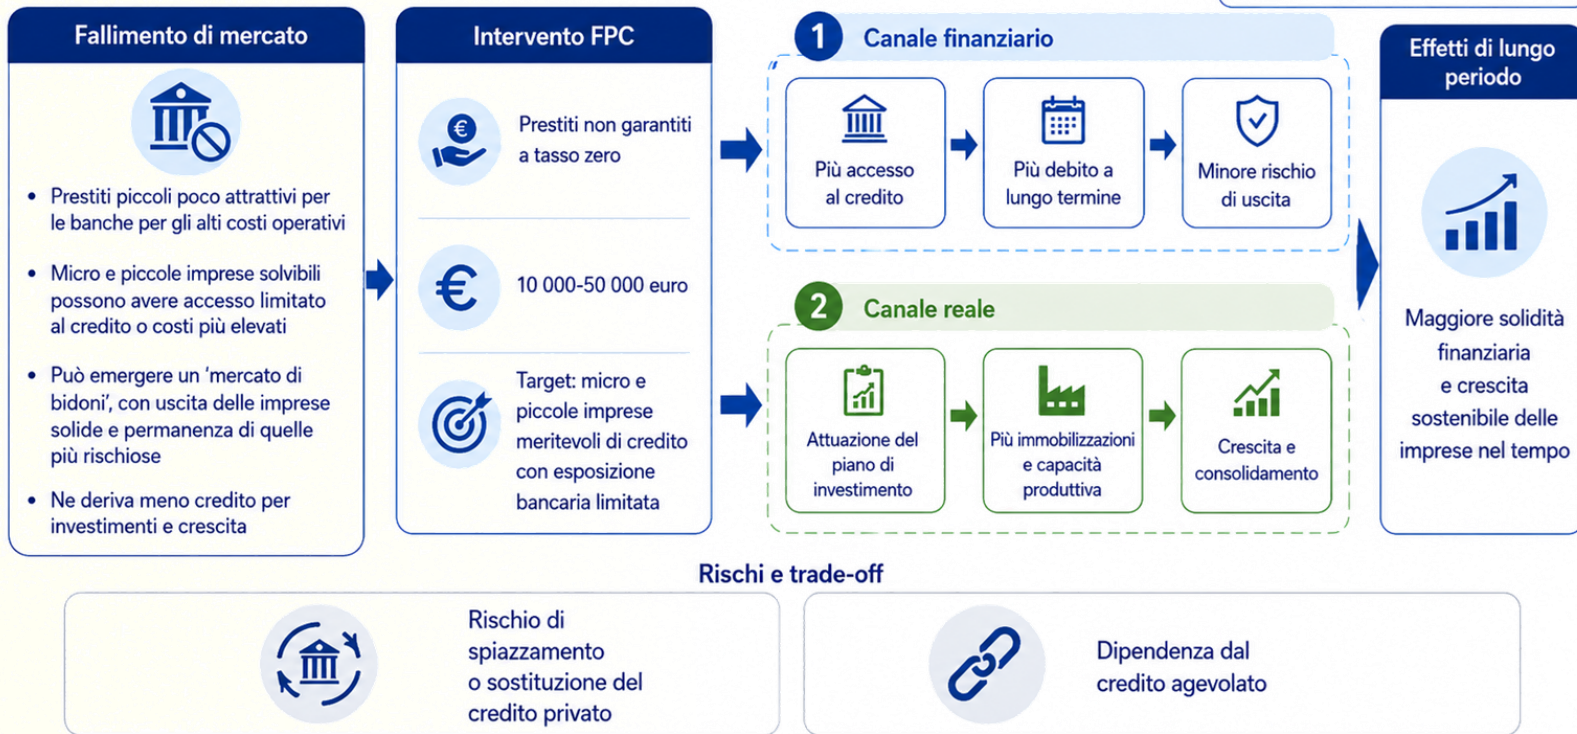 Fallimento di mercato
• Prestiti piccoli poco attrattivi per
le banche per gli alti costi operativi
• Micro e piccole imprese solvibili
possono avere accesso limitato
al credito o costi più elevati
• Può emergere un 'mercato di
bidoni', con uscita delle imprese
solide e permanenza di quelle
più rischiose
• Ne deriva meno credito per
investimenti e crescita
Intervento FPC
Prestiti non garantiti
a tasso zero
€
10 000-50 000 euro
Target: micro e
piccole imprese
meritevoli di credito
con esposizione
bancaria limitata
1 Canale finanziario
Più accesso
al credito
Più debito a
lungo termine
Minore rischio
di uscita
2 Canale reale
Attuazione del
piano di
investimento
Più immobilizzazioni
e capacità
produttiva
Crescita e
consolidamento
Effetti di lungo
periodo
Maggiore solidità
finanziaria
e crescita
sostenibile delle
imprese nel tempo
Rischi e trade-off
Rischio di
spiazzamento
o sostituzione del
credito privato
Dipendenza dal
credito agevolato